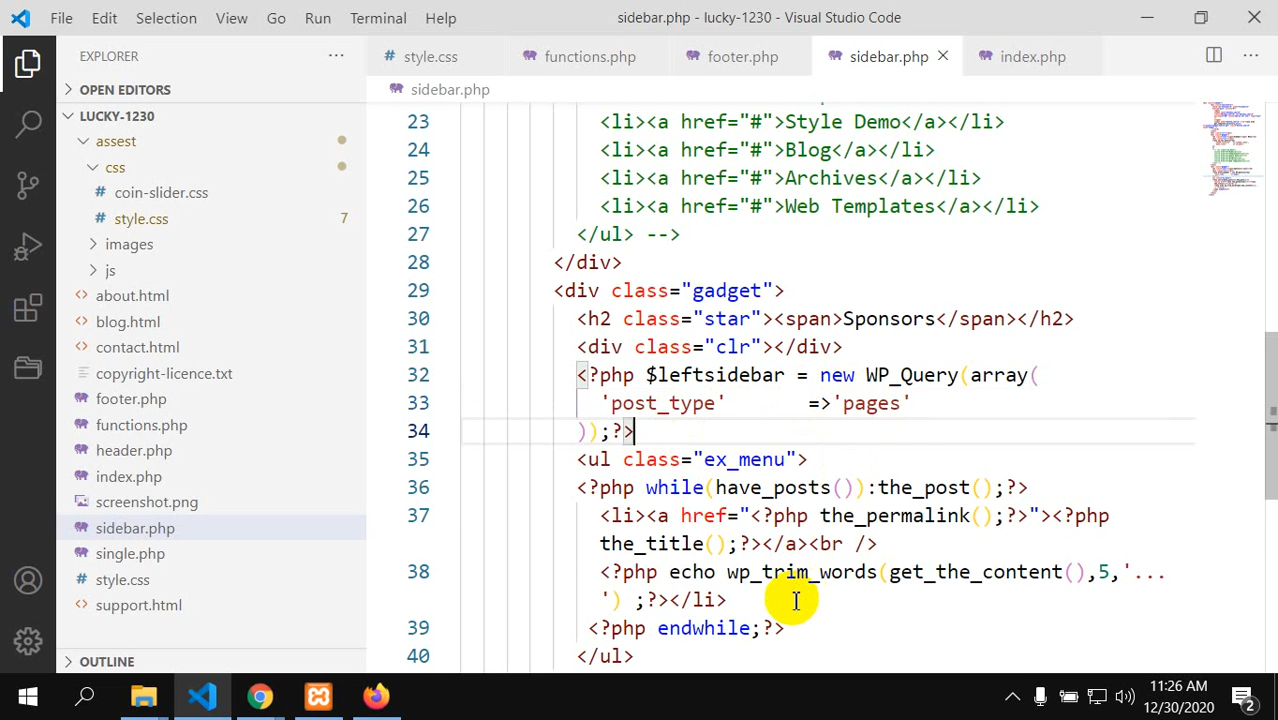 File Edit Selection View Go Run Terminal Help
sidebar.php - lucky-1230 - Visual Studio Code
EXPLORER
style.css functions.php footer.php sidebar.php index.php
OPEN EDITORS
sidebar.php
LUCKY-1230
assest
css
coin-slider.css
style.css 7
images
js
about.html
blog.html
contact.html
copyright-licence.txt
footer.php
functions.php
header.php
index.php
screenshot.png
sidebar.php
single.php
style.css
support.html
OUTLINE
23 <li><a href="#">Style Demo</a></li>
24 <li><a href="#">Blog</a></li>
25 <li><a href="#">Archives</a></li>
26 <li><a href="#">Web Templates</a></li>
27 </ul> -->
28 </div>
29 <div class="gadget">
30 <h2 class="star"><span>Sponsors</span></h2>
31 <div class="clr"></div>
32 <?php $leftsidebar = new WP_Query(array(
33 'post_type' =>'pages'
34 ));?>
35 <ul class="ex_menu">
36 <?php while(have_posts()):the_post();?>
37 <li><a href="<?php the_permalink();?>"><?php
the_title();?></a><br />
38 <?php echo wp_trim_words(get_the_content(),5,'...
') ;?></li>
39 <?php endwhile;?>
40 </ul>
11:26 AM
12/30/2020
2